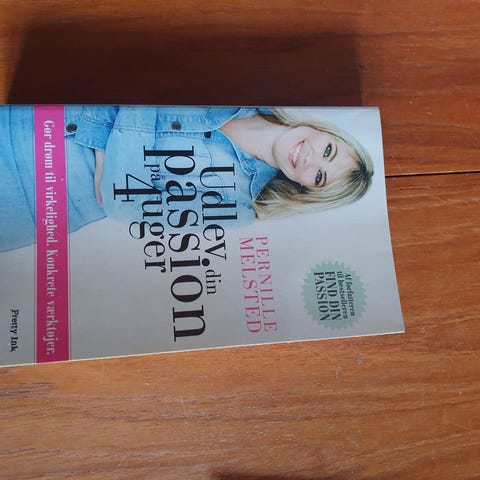 Af forfatteren
til bestselleren
FIND DIN
PASSION
PERNILLE
MELSTED
Udlev din
passion
på 4 uger
Gør drøm til virkelighed. Konkrete værktøjer.
Pretty Ink